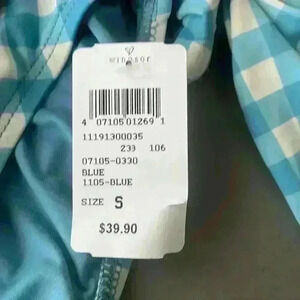 windsor
4 07105 01269 1
11191300035
233 106
07105-0330
BLUE
1105-BLUE
SIZE S
$39.90